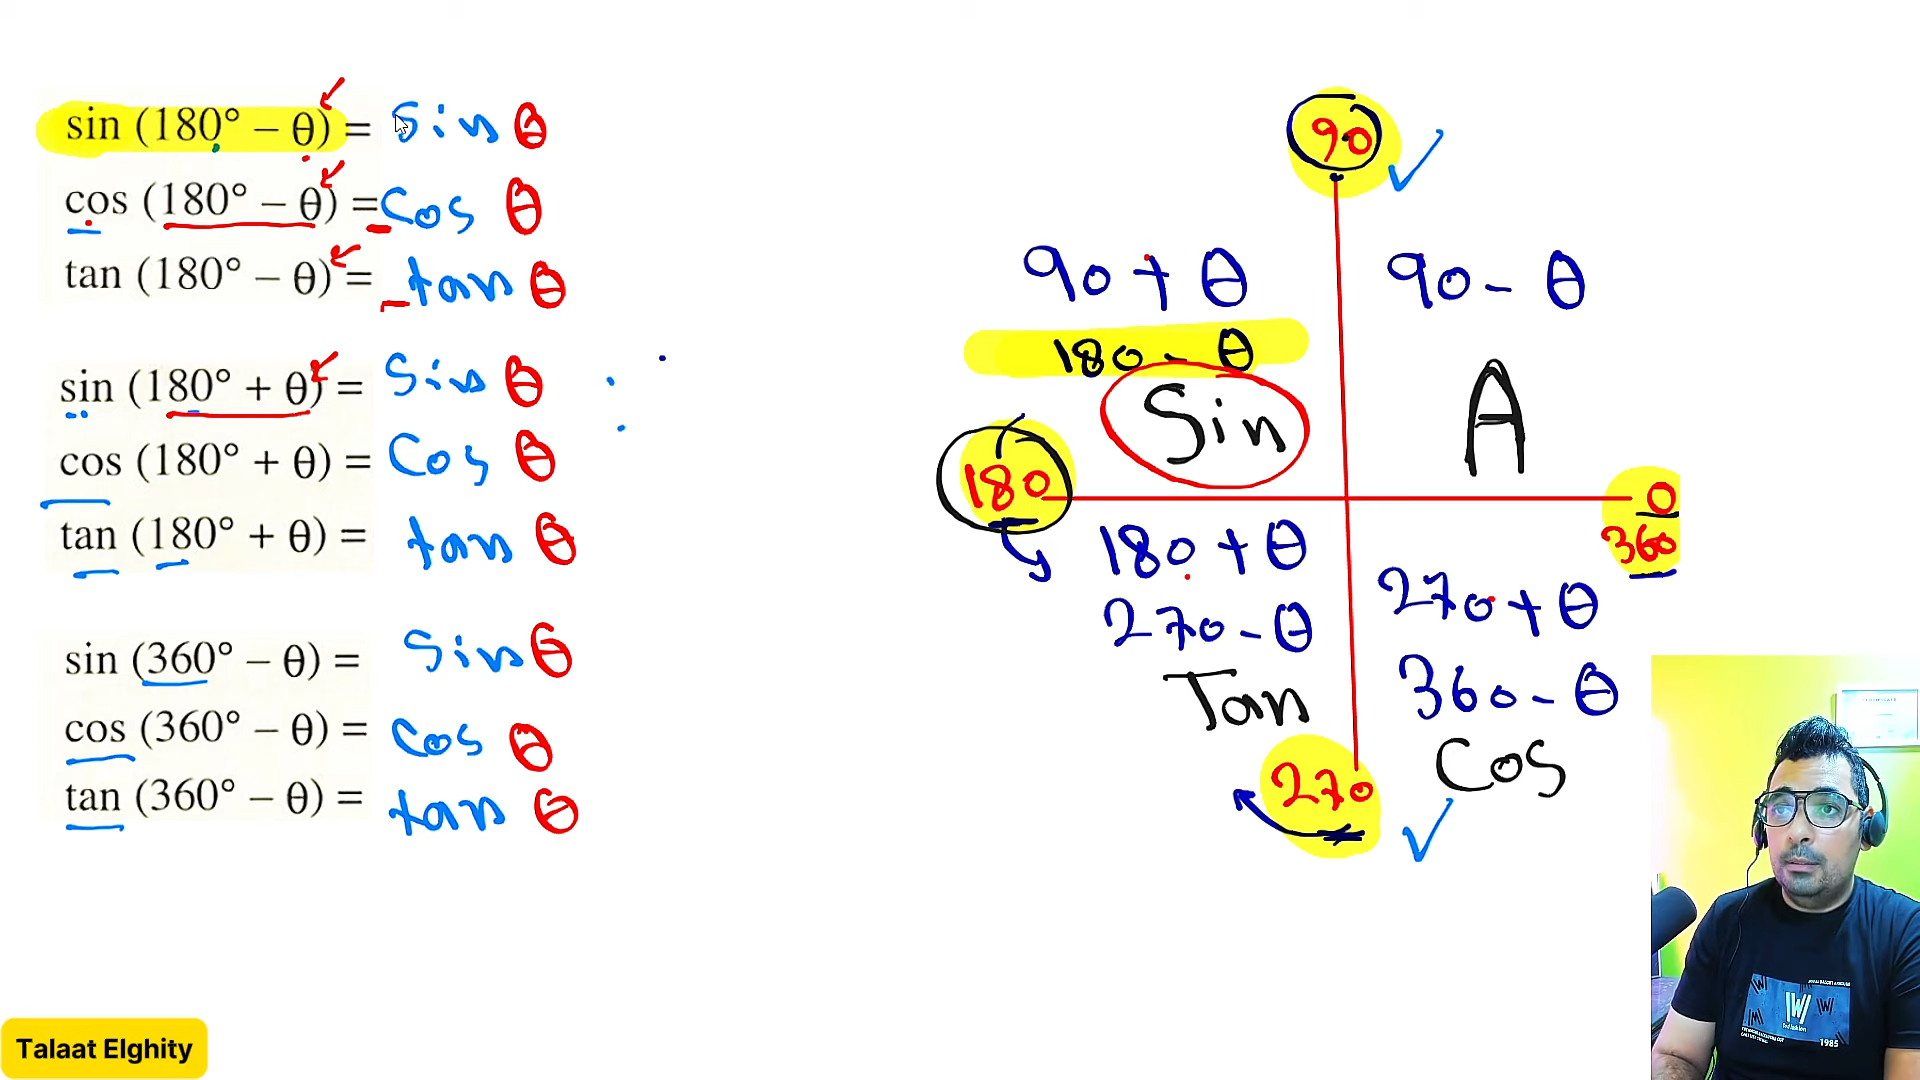 sin (180° − θ) = Sin θ
cos (180° − θ) = -Cos θ
tan (180° − θ) = -tan θ
sin (180° + θ) = Sin θ
cos (180° + θ) = Cos θ
tan (180° + θ) = tan θ
sin (360° − θ) = Sin θ
cos (360° − θ) = Cos θ
tan (360° − θ) = tan θ
90
90 + θ
90 - θ
180 - θ
Sin
A
180
0
360
180 + θ
270 + θ
270 - θ
360 - θ
Tan
Cos
270
Talaat Elghity
W
1985